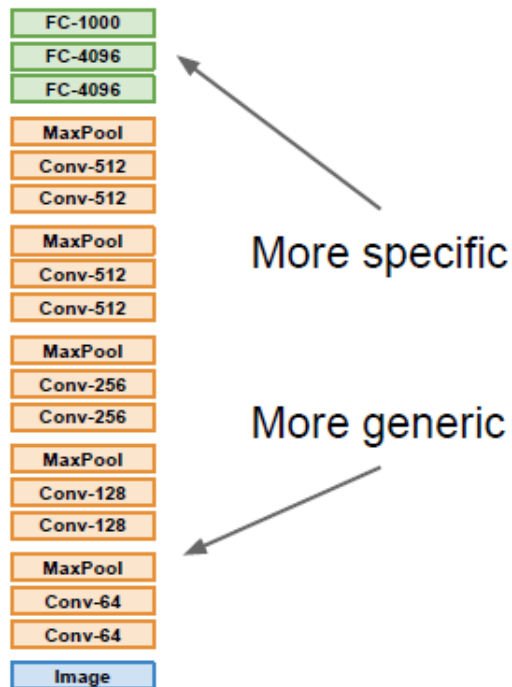 FC-1000
FC-4096
FC-4096
MaxPool
Conv-512
Conv-512
MaxPool
Conv-512
Conv-512
MaxPool
Conv-256
Conv-256
MaxPool
Conv-128
Conv-128
MaxPool
Conv-64
Conv-64
Image
More specific
More generic